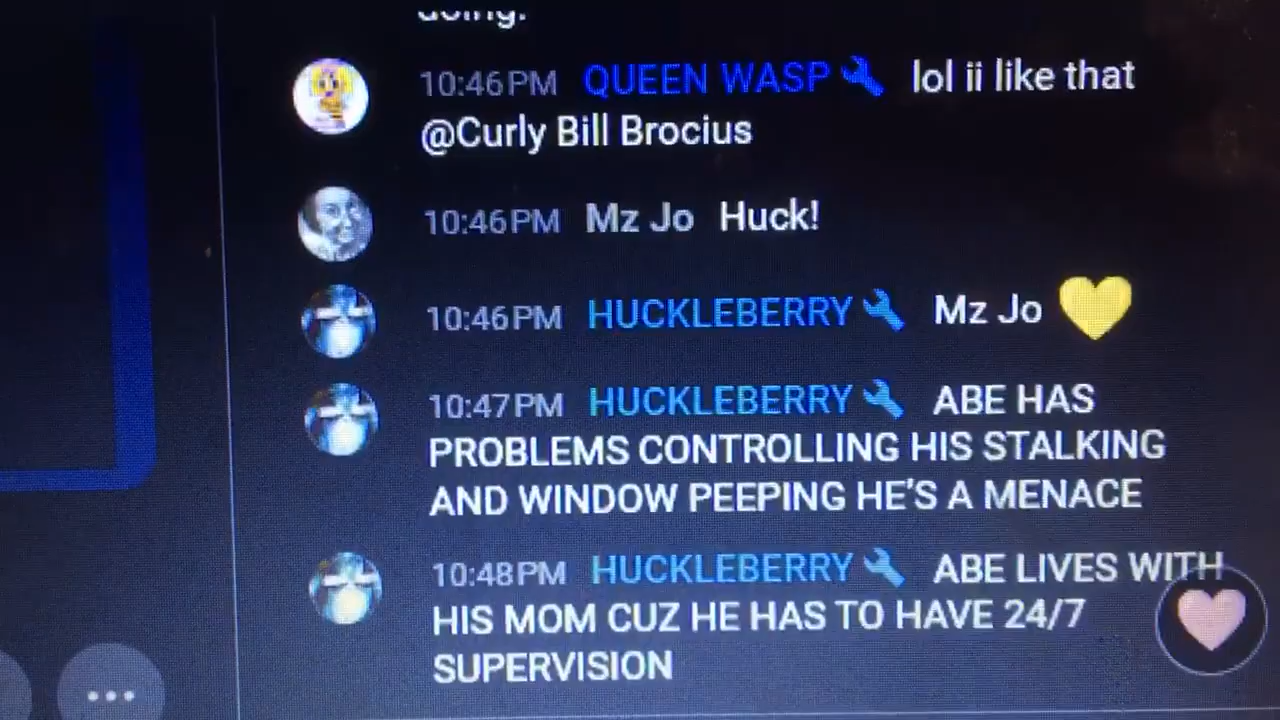 doing.
10:46 PM QUEEN WASP lol ii like that
@Curly Bill Brocius
10:46 PM Mz Jo Huck!
10:46 PM HUCKLEBERRY Mz Jo 💛
10:47 PM HUCKLEBERRY ABE HAS
PROBLEMS CONTROLLING HIS STALKING
AND WINDOW PEEPING HE'S A MENACE
10:48 PM HUCKLEBERRY ABE LIVES WITH
HIS MOM CUZ HE HAS TO HAVE 24/7
SUPERVISION